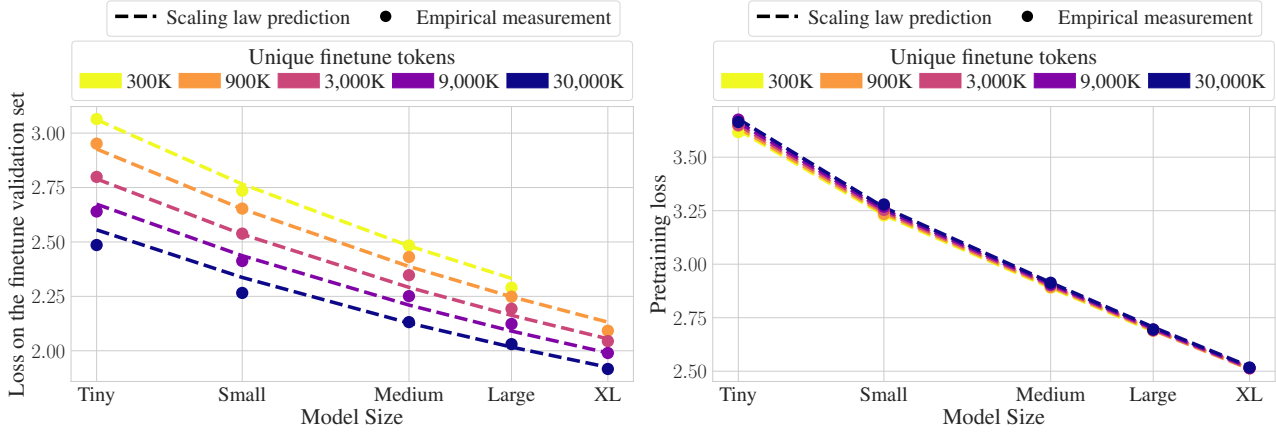 Scaling law prediction Empirical measurement
Unique finetune tokens
300K 900K 3,000K 9,000K 30,000K
Loss on the finetune validation set
3.00
2.75
2.50
2.25
2.00
Tiny Small Medium Large XL
Model Size
Scaling law prediction Empirical measurement
Unique finetune tokens
300K 900K 3,000K 9,000K 30,000K
Pretraining loss
3.50
3.25
3.00
2.75
2.50
Tiny Small Medium Large XL
Model Size